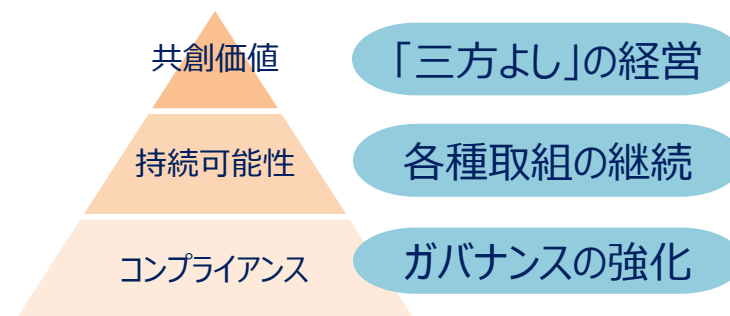 共創価値
「三方よし」の経営
持続可能性
各種取組の継続
コンプライアンス
ガバナンスの強化